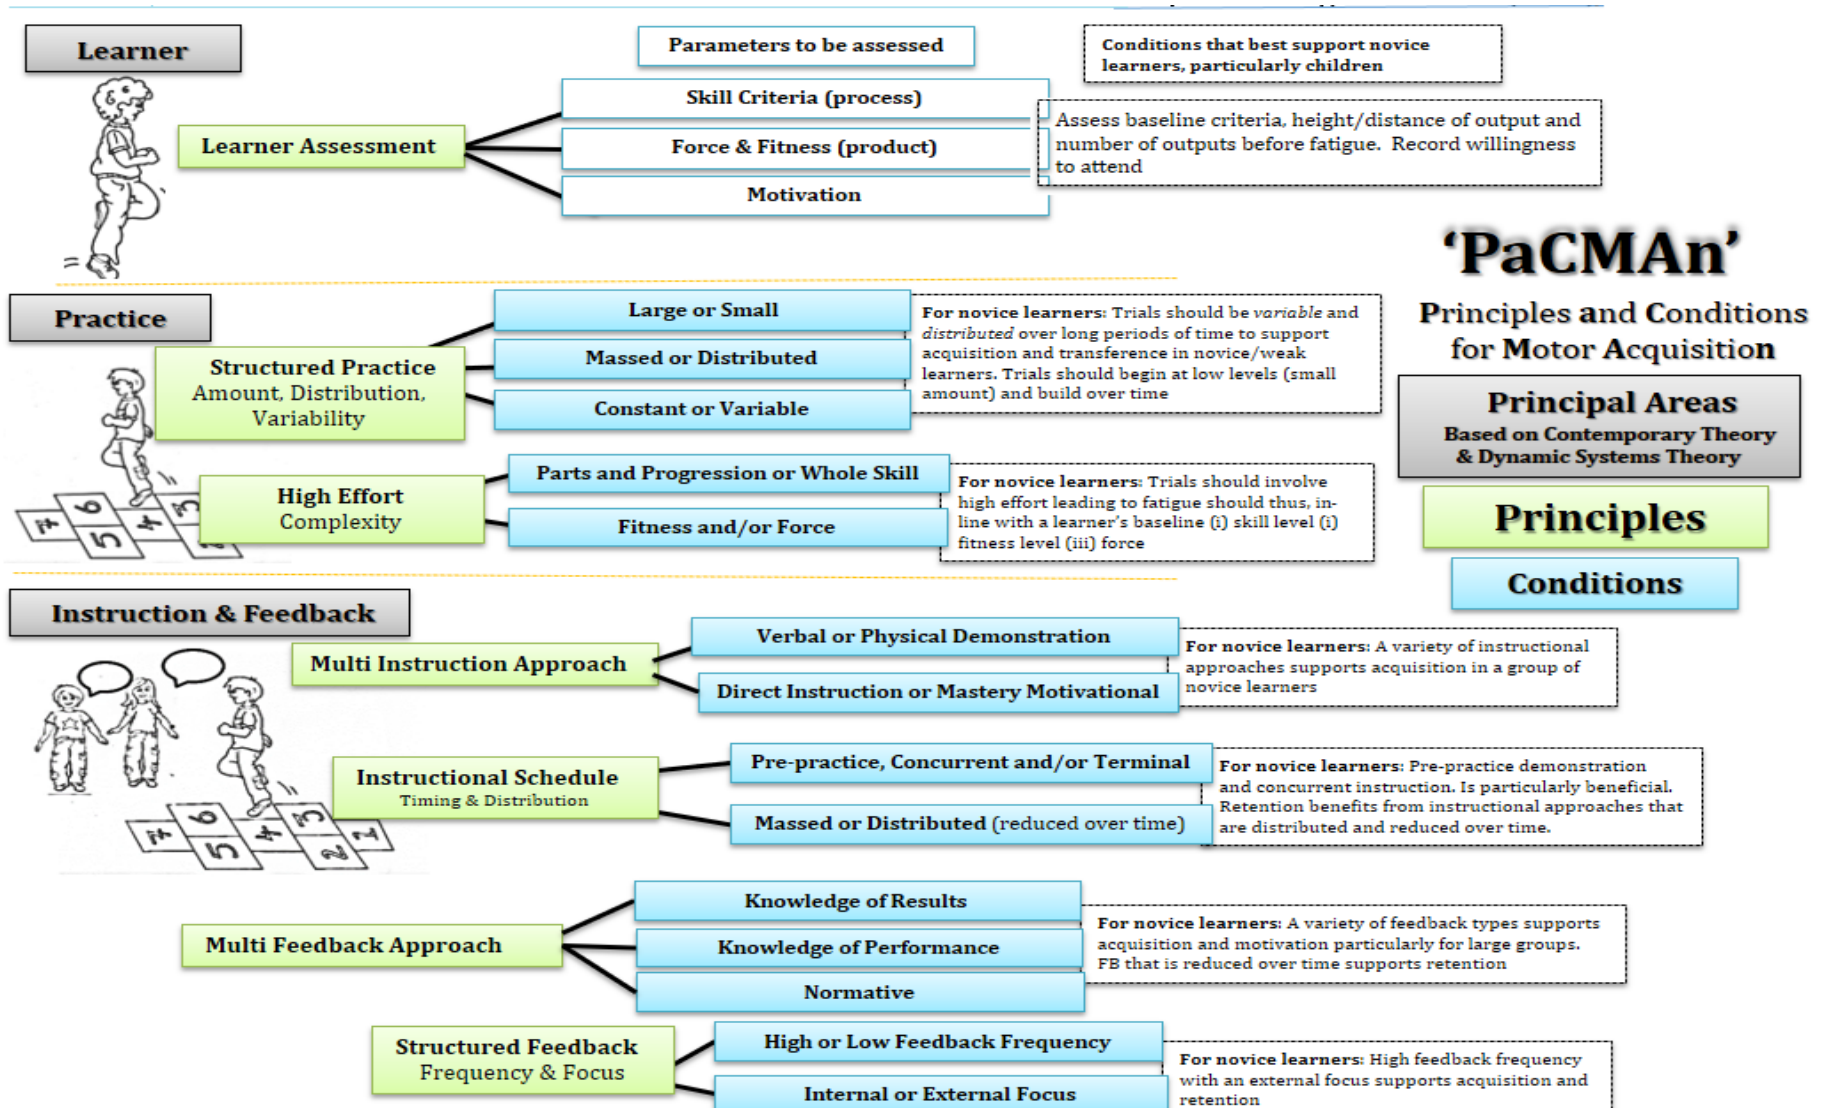 Learner
Parameters to be assessed
Conditions that best support novice
learners, particularly children
Learner Assessment
Skill Criteria (process)
Force & Fitness (product)
Motivation
Assess baseline criteria, height/distance of output and
number of outputs before fatigue. Record willingness
to attend
‘PaCMAn’
Principles and Conditions
for Motor Acquisition
Principal Areas
Based on Contemporary Theory
& Dynamic Systems Theory
Principles
Conditions
Practice
Structured Practice
Amount, Distribution,
Variability
Large or Small
Massed or Distributed
Constant or Variable
For novice learners: Trials should be variable and
distributed over long periods of time to support
acquisition and transference in novice/weak
learners. Trials should begin at low levels (small
amount) and build over time
High Effort
Complexity
Parts and Progression or Whole Skill
Fitness and/or Force
For novice learners: Trials should involve
high effort leading to fatigue should thus, in-
line with a learner’s baseline (i) skill level (i)
fitness level (iii) force
7 6 5 4 3
Instruction & Feedback
Multi Instruction Approach
Verbal or Physical Demonstration
Direct Instruction or Mastery Motivational
For novice learners: A variety of instructional
approaches supports acquisition in a group of
novice learners
Instructional Schedule
Timing & Distribution
Pre-practice, Concurrent and/or Terminal
Massed or Distributed (reduced over time)
For novice learners: Pre-practice demonstration
and concurrent instruction. Is particularly beneficial.
Retention benefits from instructional approaches that
are distributed and reduced over time.
7 6 5 4 3 2 1
Multi Feedback Approach
Knowledge of Results
Knowledge of Performance
Normative
For novice learners: A variety of feedback types supports
acquisition and motivation particularly for large groups.
FB that is reduced over time supports retention
Structured Feedback
Frequency & Focus
High or Low Feedback Frequency
Internal or External Focus
For novice learners: High feedback frequency
with an external focus supports acquisition and
retention